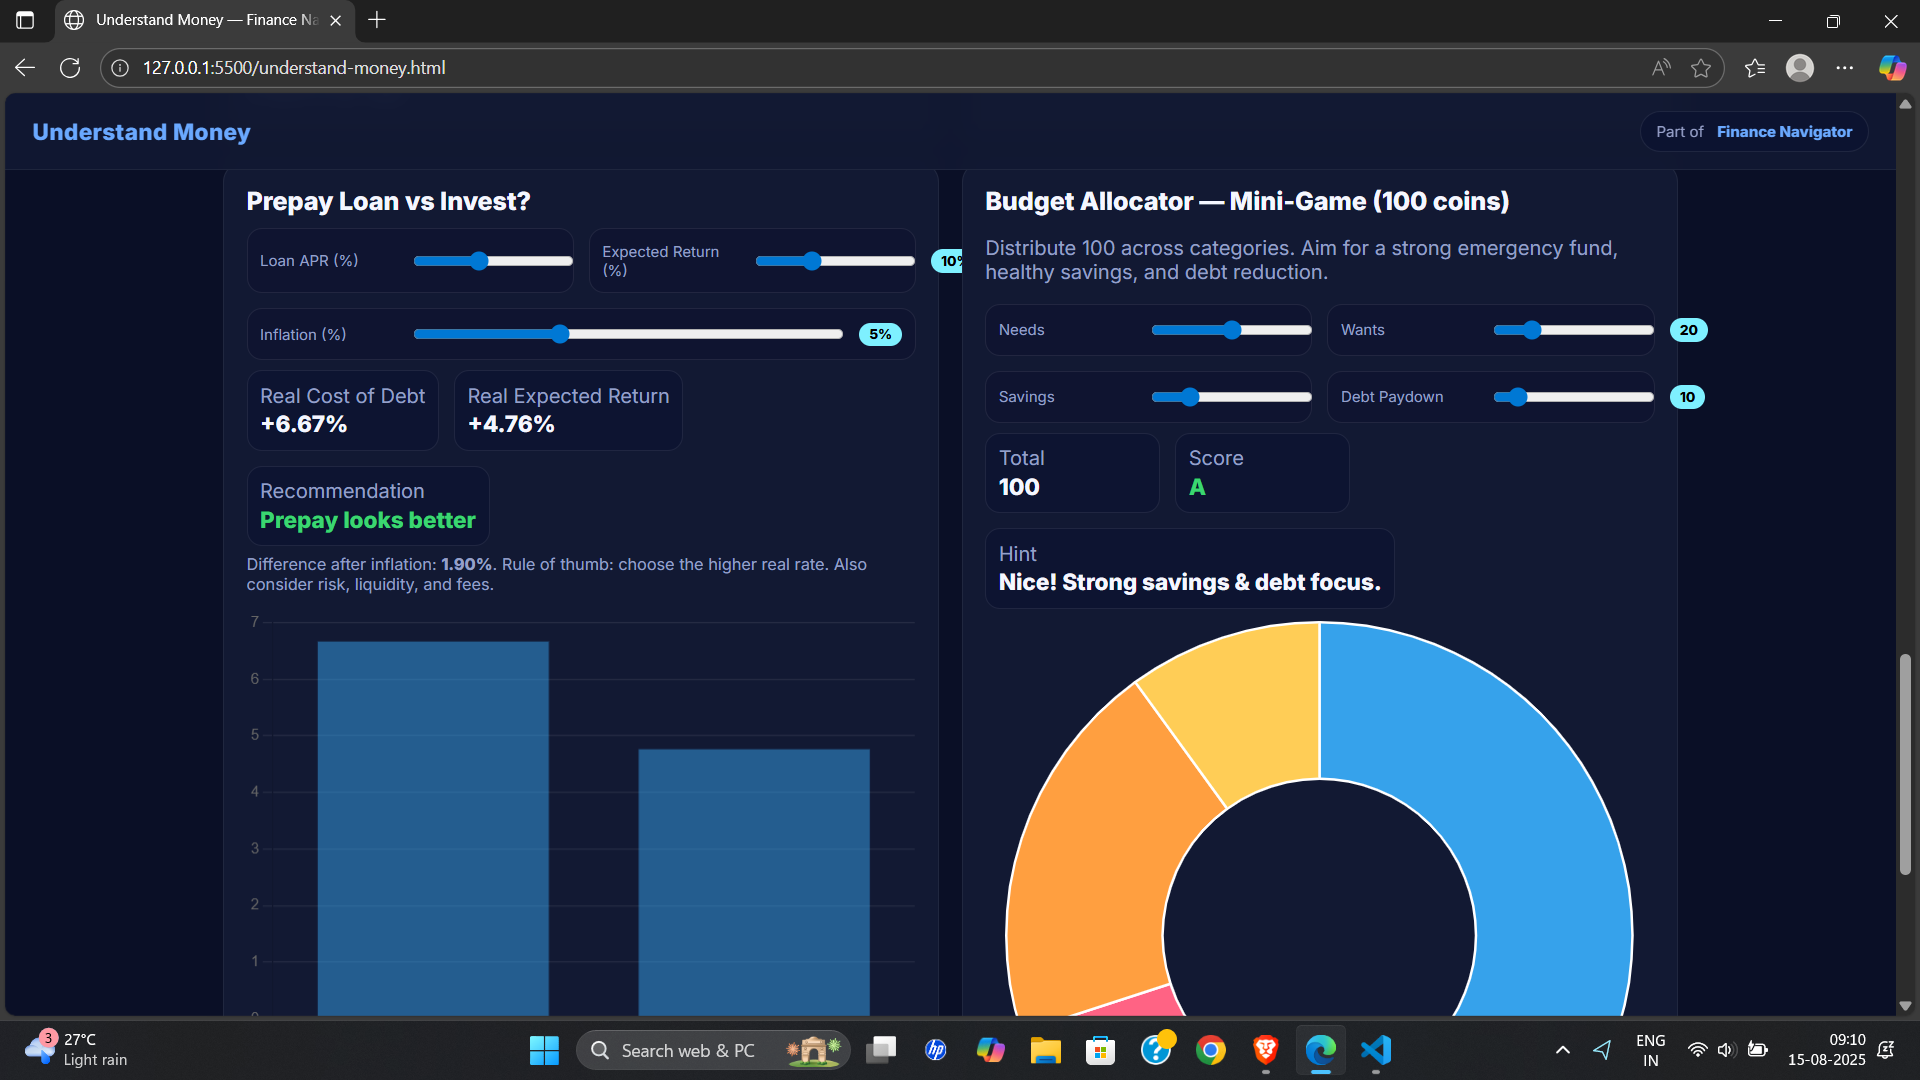 Understand Money — Finance Na
127.0.0.1:5500/understand-money.html
Understand Money
Part of Finance Navigator
Prepay Loan vs Invest?
Loan APR (%)
Expected Return
(%)
10%
Inflation (%)
5%
Real Cost of Debt
+6.67%
Real Expected Return
+4.76%
Recommendation
Prepay looks better
Difference after inflation: 1.90%. Rule of thumb: choose the higher real rate. Also
consider risk, liquidity, and fees.
7
6
5
4
3
2
1
Budget Allocator — Mini-Game (100 coins)
Distribute 100 across categories. Aim for a strong emergency fund,
healthy savings, and debt reduction.
Needs
Wants
20
Savings
Debt Paydown
10
Total
100
Score
A
Hint
Nice! Strong savings & debt focus.
3
27°C
Light rain
Search web & PC
hp
ENG
IN
09:10
15-08-2025